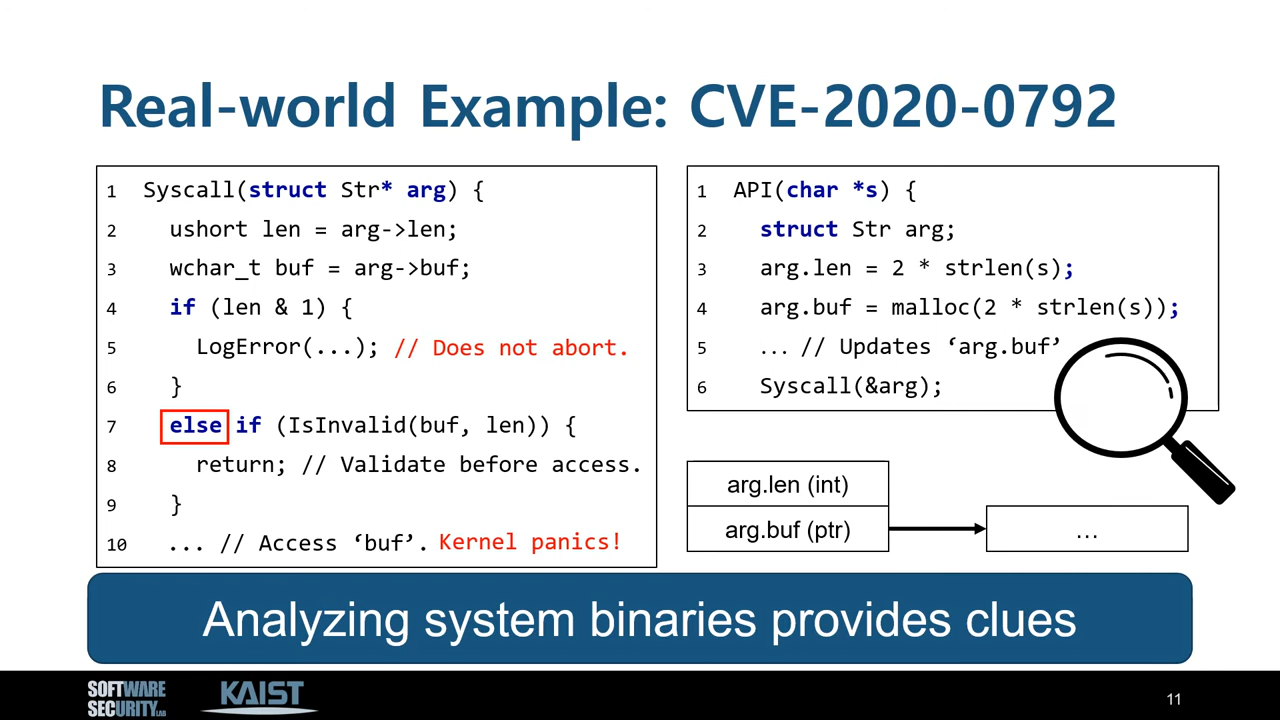 Real-world Example: CVE-2020-0792
1 Syscall(struct Str* arg) {
2 ushort len = arg->len;
3 wchar_t buf = arg->buf;
4 if (len & 1) {
5 LogError(...); // Does not abort.
6 }
7 else if (IsInvalid(buf, len)) {
8 return; // Validate before access.
9 }
10 ... // Access ‘buf’. Kernel panics!
1 API(char *s) {
2 struct Str arg;
3 arg.len = 2 * strlen(s);
4 arg.buf = malloc(2 * strlen(s));
5 ... // Updates ‘arg.buf’
6 Syscall(&arg);
arg.len (int)
arg.buf (ptr)
...
Analyzing system binaries provides clues
SOFTWARE
SECURITY LAB
KAIST
11